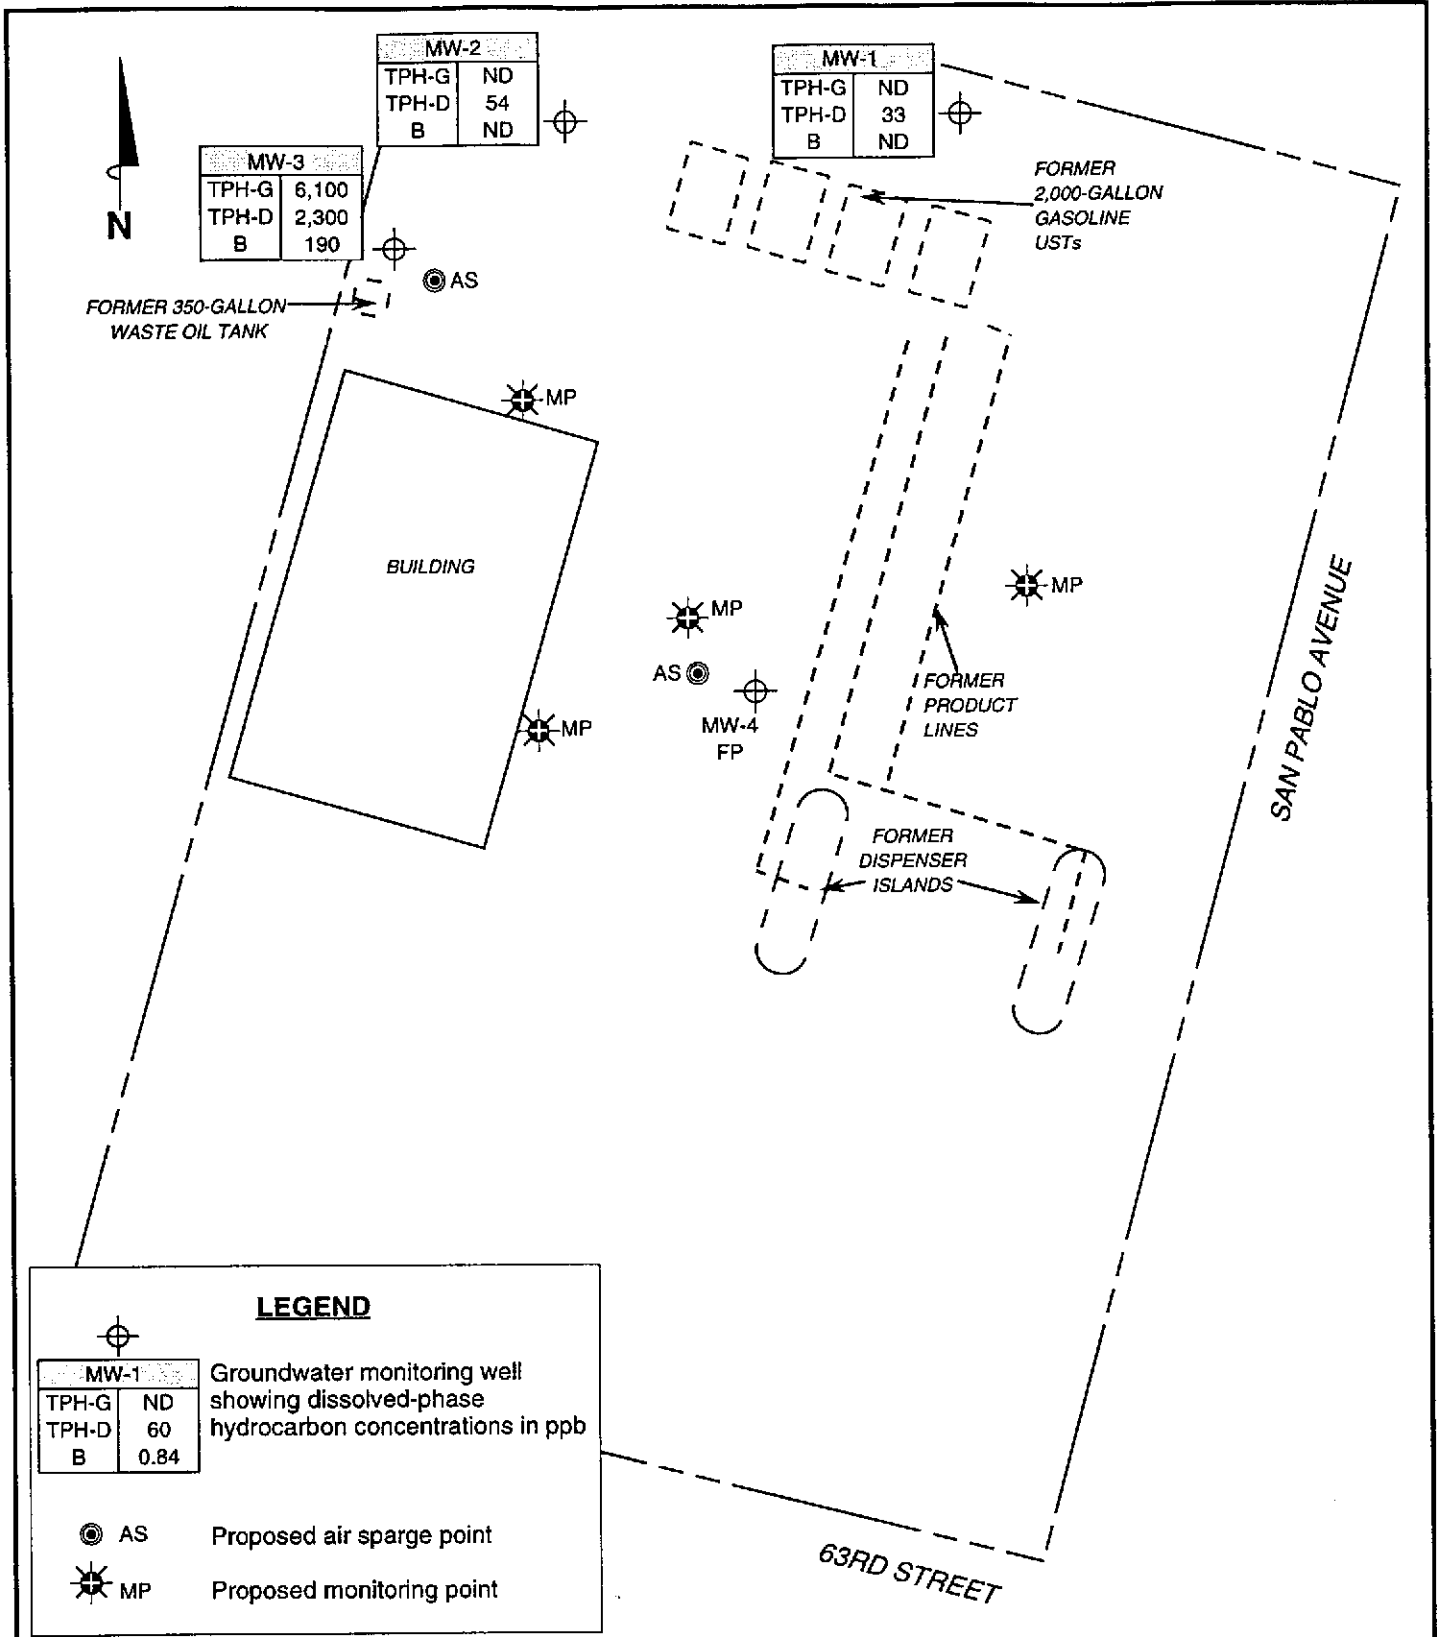 MW-2
TPH-G ND
TPH-D 54
B ND
MW-1
TPH-G ND
TPH-D 33
B ND
MW-3
TPH-G 6,100
TPH-D 2,300
B 190
N
FORMER
2,000-GALLON
GASOLINE
USTs
AS
FORMER 350-GALLON
WASTE OIL TANK
MP
BUILDING
MP
MP
AS
MW-4
FP
MP
FORMER
PRODUCT
LINES
SAN PABLO AVENUE
FORMER
DISPENSER
ISLANDS
LEGEND
MW-1
TPH-G ND
TPH-D 60
B 0.84
Groundwater monitoring well
showing dissolved-phase
hydrocarbon concentrations in ppb
AS Proposed air sparge point
MP Proposed monitoring point
63RD STREET